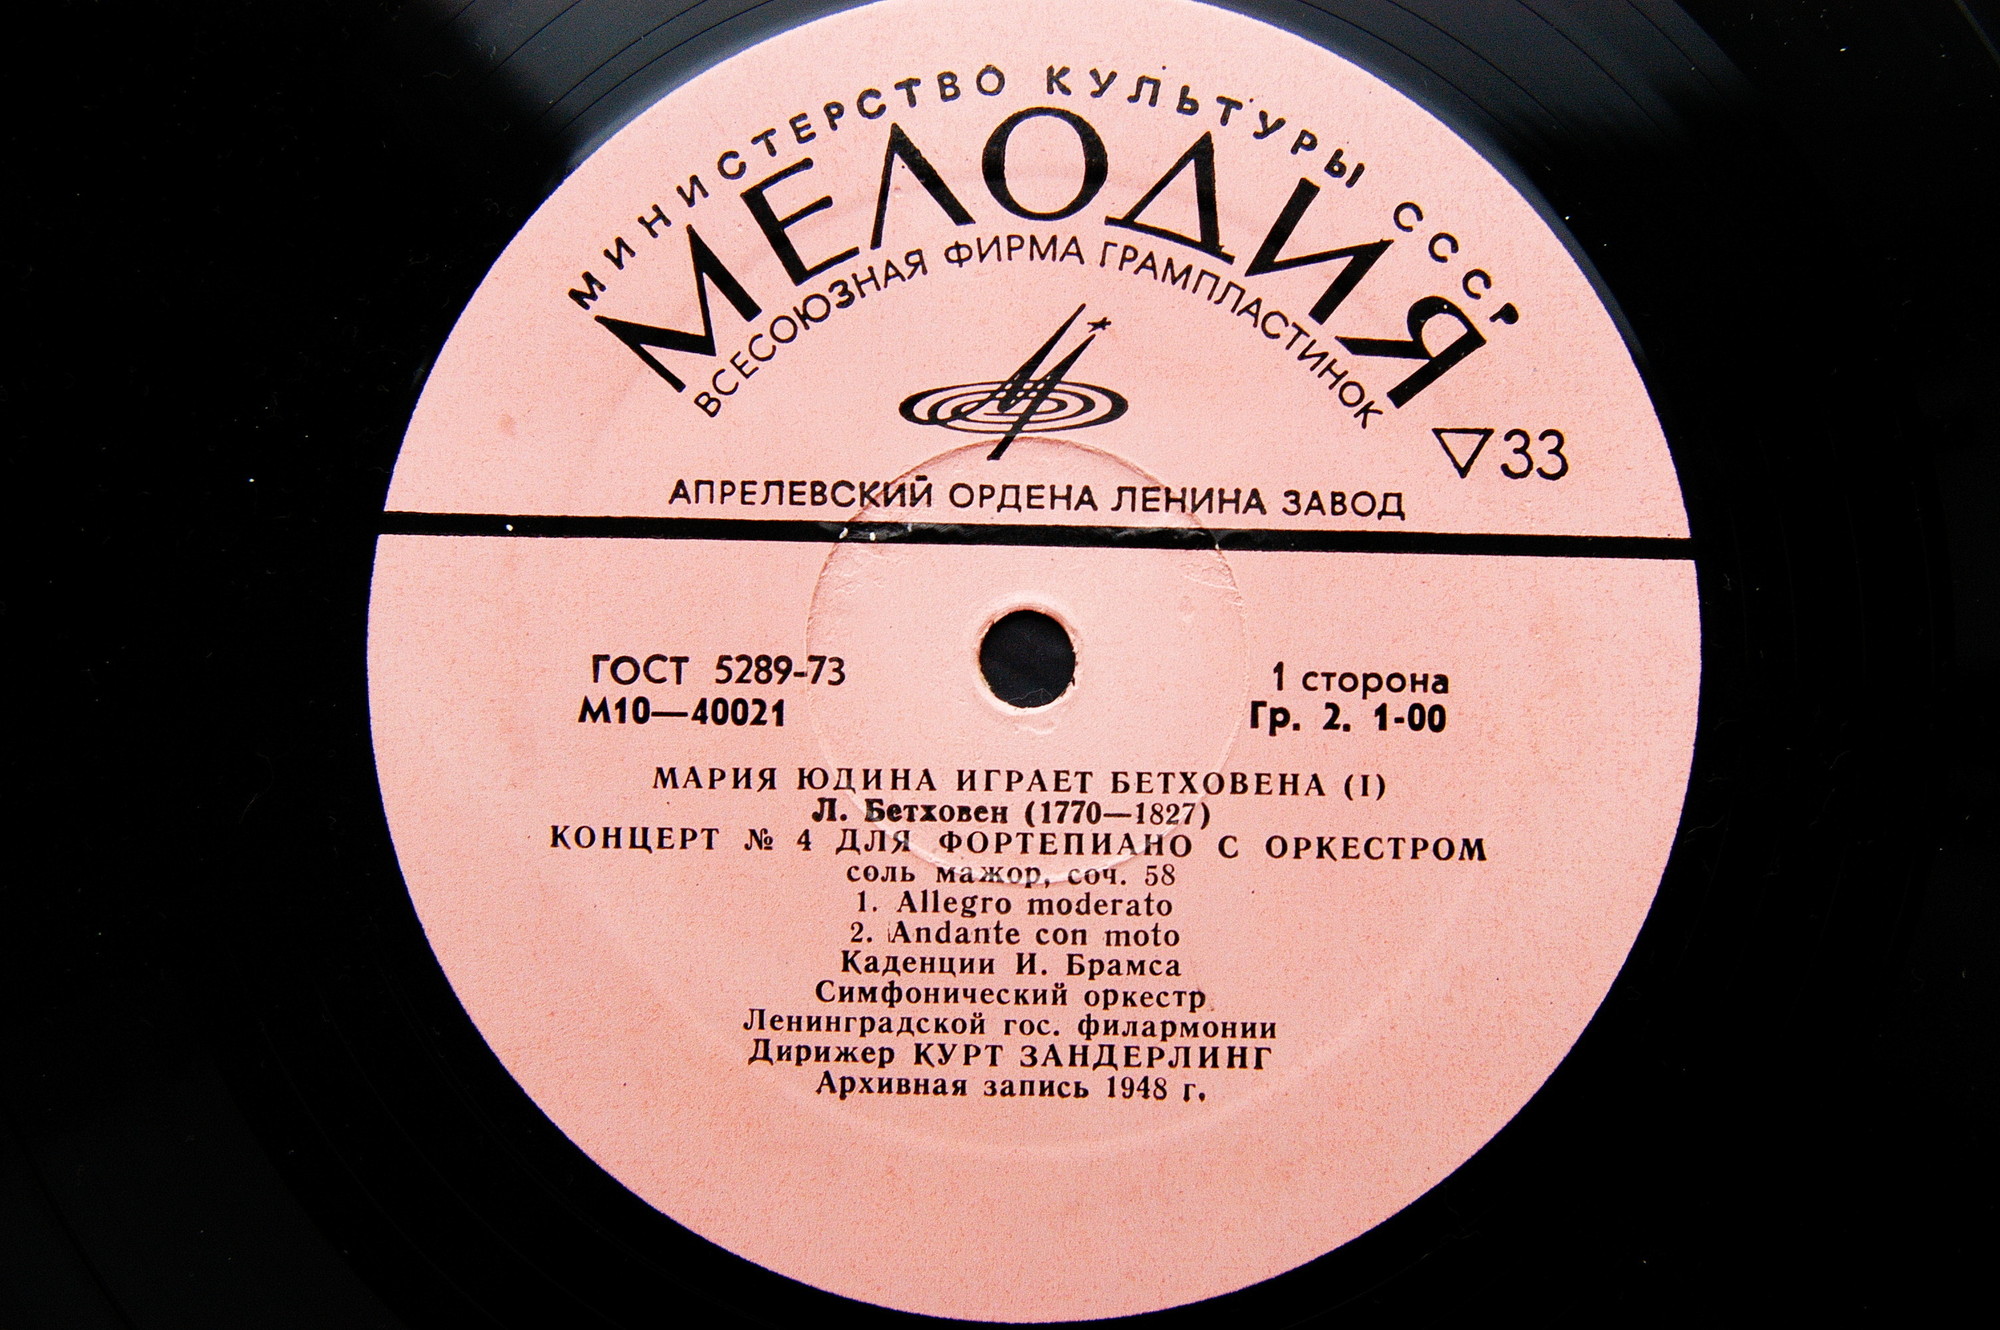 МИНИСТЕРСТВО КУЛЬТУРЫ СССР
МЕЛОДИЯ
ВСЕСОЮЗНАЯ ФИРМА ГРАМПЛАСТИНОК
33
АПРЕЛЕВСКИЙ ОРДЕНА ЛЕНИНА ЗАВОД
ГОСТ 5289-73
М10—40021
1 сторона
Гр. 2. 1-00
МАРИЯ ЮДИНА ИГРАЕТ БЕТХОВЕНА (I)
Л. Бетховен (1770—1827)
КОНЦЕРТ № 4 ДЛЯ ФОРТЕПИАНО С ОРКЕСТРОМ
соль мажор, соч. 58
1. Allegro moderato
2. Andante con moto
Каденции И. Брамса
Симфонический оркестр
Ленинградской гос. филармонии
Дирижер КУРТ ЗАНДЕРЛИНГ
Архивная запись 1948 г.